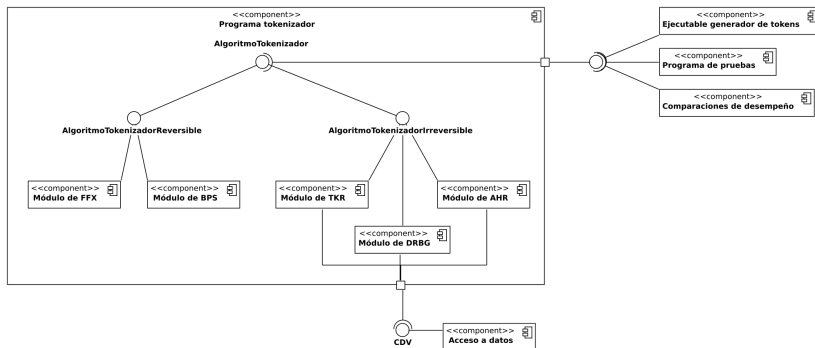 <<component>>
Programa tokenizador
AlgoritmoTokenizador
<<component>>
Ejecutable generador de tokens
<<component>>
Programa de pruebas
<<component>>
Comparaciones de desempeño
AlgoritmoTokenizadorReversible
AlgoritmoTokenizadorIrreversible
<<component>>
Módulo de FFX
<<component>>
Módulo de BPS
<<component>>
Módulo de TKR
<<component>>
Módulo de AHR
<<component>>
Módulo de DRBG
CDV
<<component>>
Acceso a datos